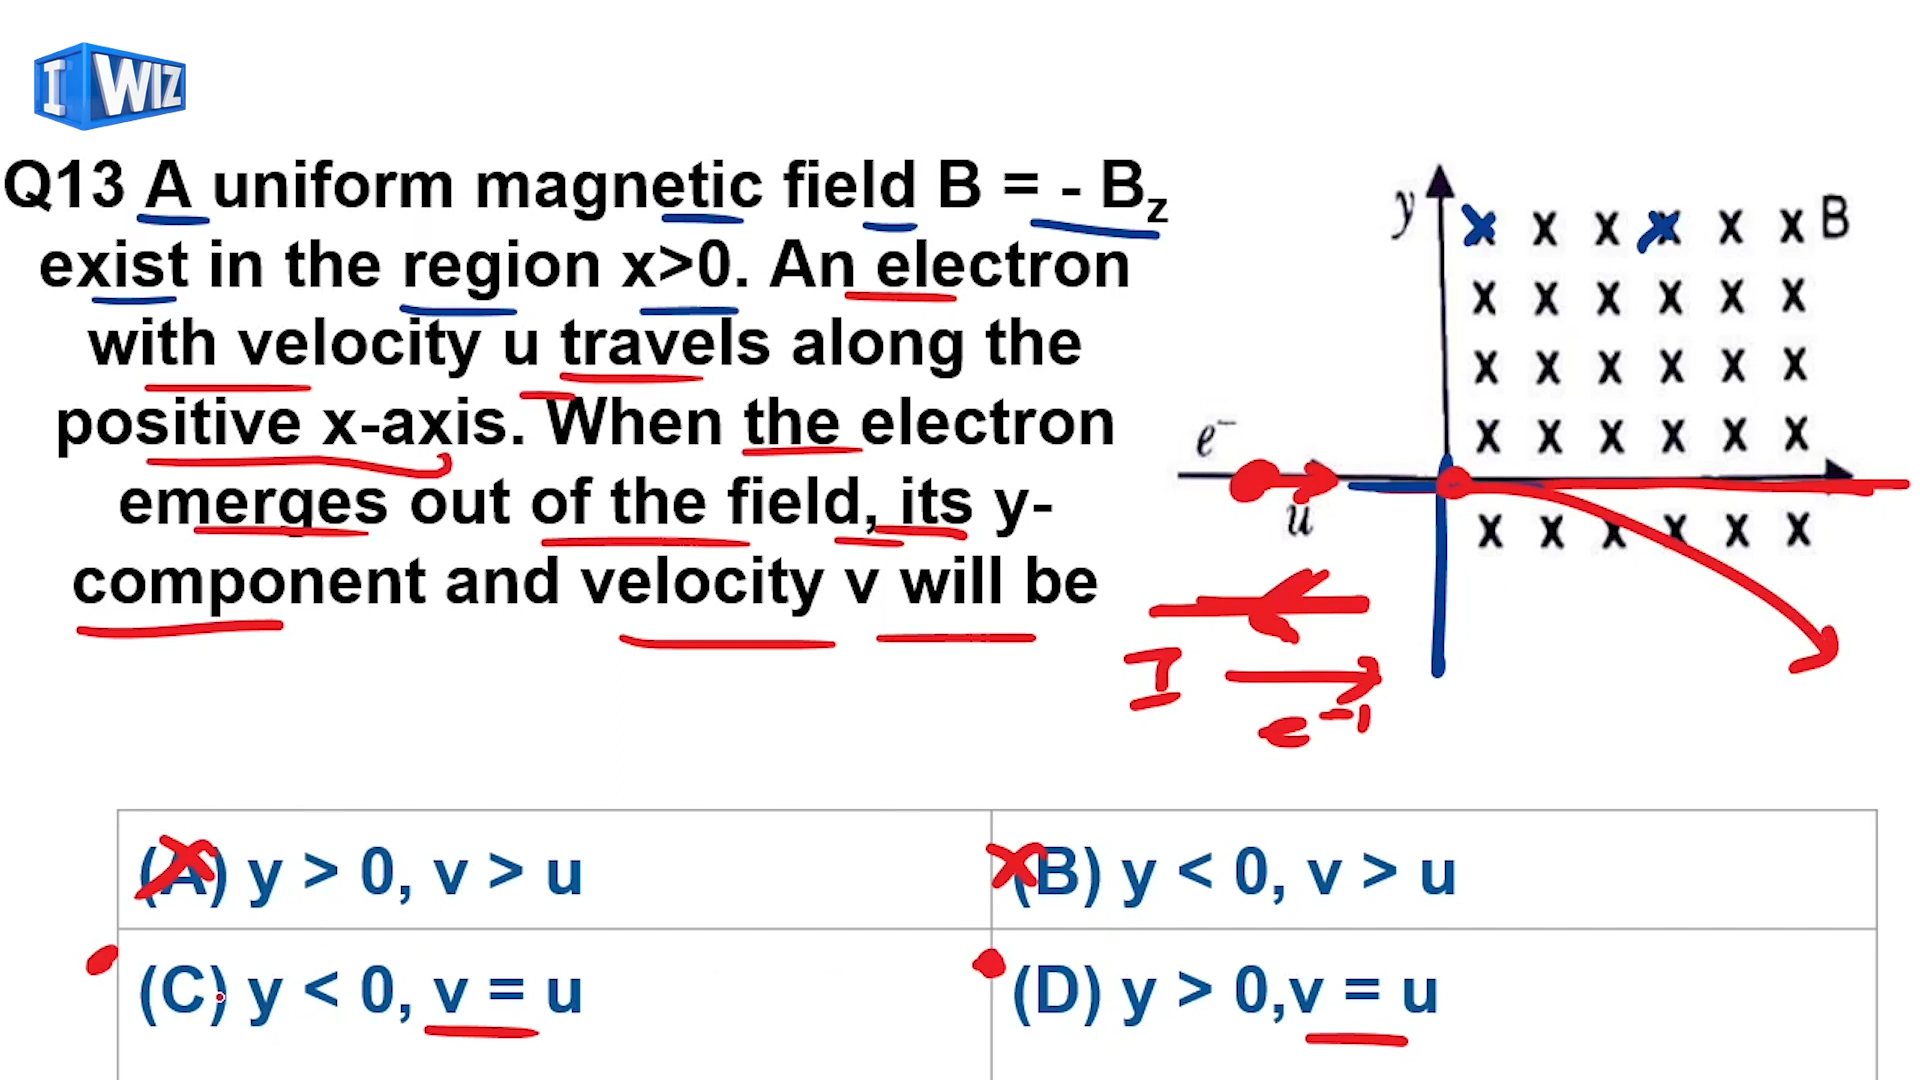 I WIZ
Q13 A uniform magnetic field B = - Bz
exist in the region x>0. An electron
with velocity u travels along the
positive x-axis. When the electron
emerges out of the field, its y-
component and velocity v will be
y
x x x x x x B
x x x x x x
x x x x x x
x x x x x x
e⁻
u
x x x x x x
I
e⁻¹
(A) y > 0, v > u
(B) y < 0, v > u
(C) y < 0, v = u
(D) y > 0,v = u